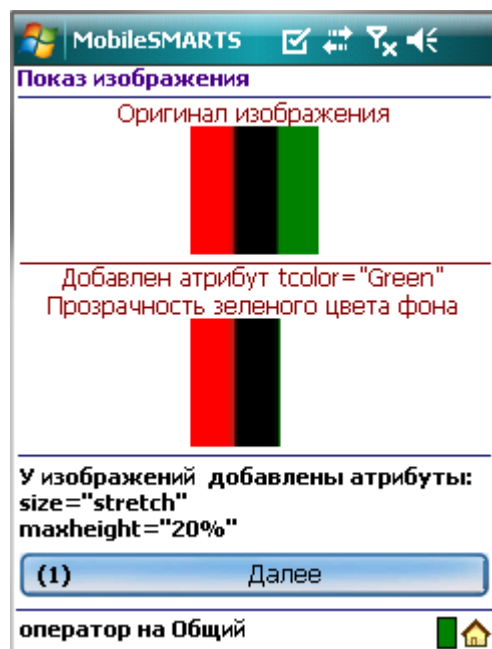 MobileSMARTS
Показ изображения
Оригинал изображения
Добавлен атрибут tcolor="Green"
Прозрачность зеленого цвета фона
У изображений добавлены атрибуты:
size="stretch"
maxheight="20%"
(1) Далее
оператор на Общий